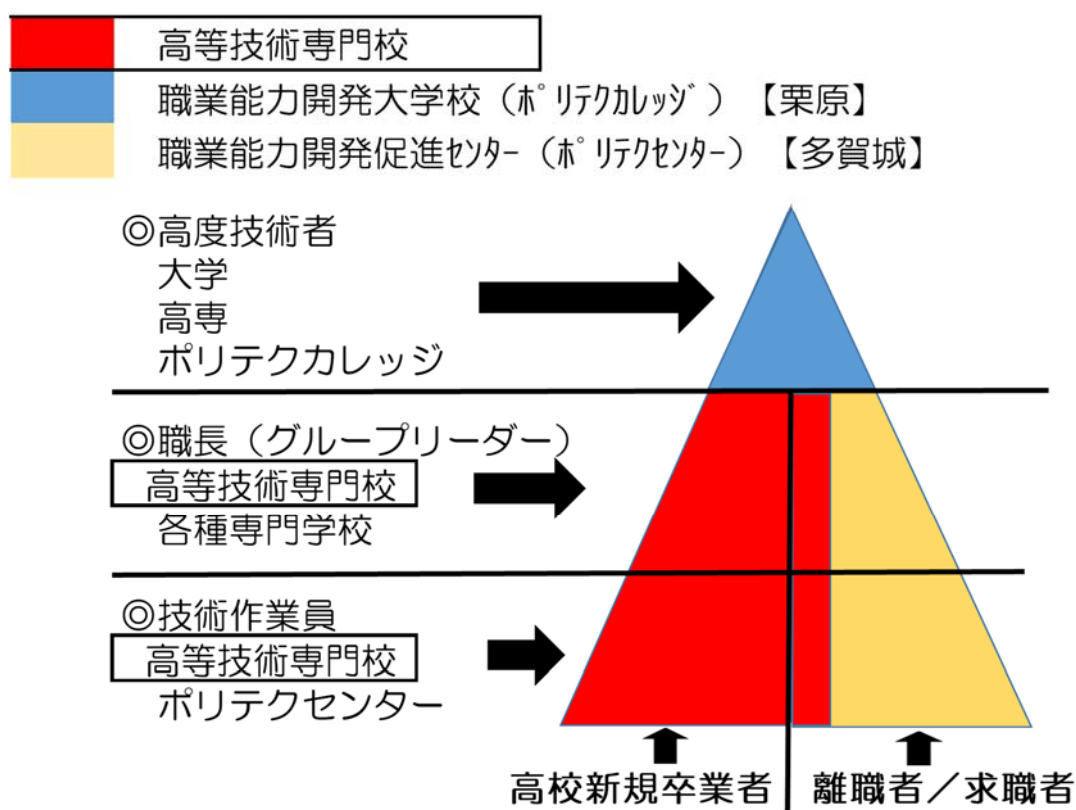 高等技術専門校
職業能力開発大学校（ﾎﾟﾘﾃｸｶﾚｯｼﾞ）【栗原】
職業能力開発促進ｾﾝﾀｰ（ﾎﾟﾘﾃｸｾﾝﾀｰ）【多賀城】
◎高度技術者
大学
高専
ポリテクカレッジ
◎職長（グループリーダー）
高等技術専門校
各種専門学校
◎技術作業員
高等技術専門校
ポリテクセンター
高校新規卒業者
離職者／求職者